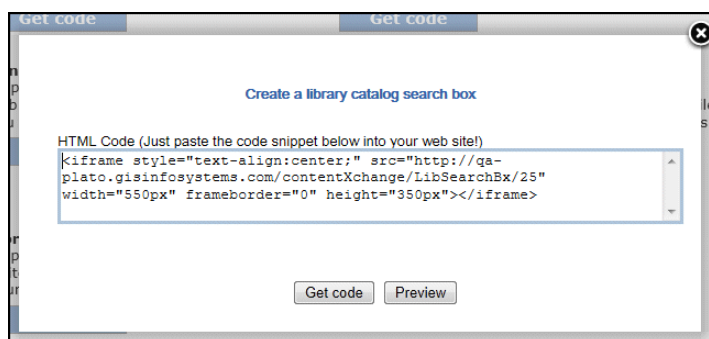 Get code Get code
Create a library catalog search box
HTML Code (Just paste the code snippet below into your web site!)
<iframe style="text-align:center;" src="http://qa-
plato.gisinfosystems.com/contentXchange/LibSearchBx/25"
width="550px" frameborder="0" height="350px"></iframe>
Get code Preview